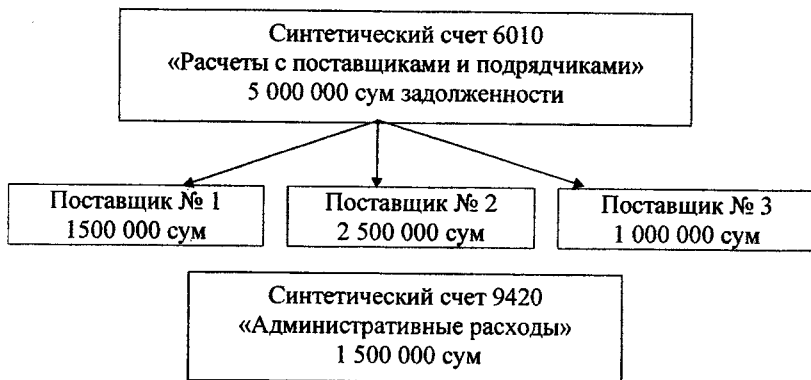 Синтетический счет 6010
«Расчеты с поставщиками и подрядчиками»
5 000 000 сум задолженности
Поставщик № 1
1500 000 сум
Поставщик № 2
2 500 000 сум
Поставщик № 3
1 000 000 сум
Синтетический счет 9420
«Административные расходы»
1 500 000 сум